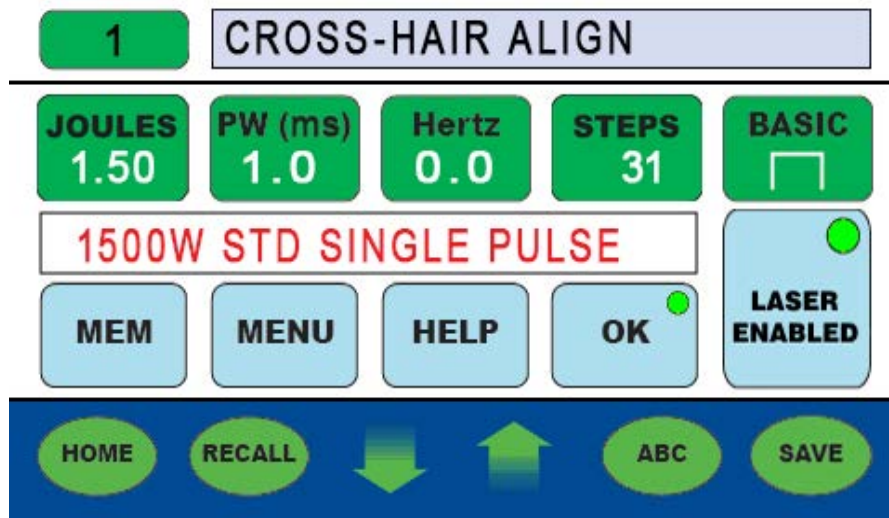 1 CROSS-HAIR ALIGN
JOULES PW (ms) Hertz STEPS BASIC
1.50 1.0 0.0 31
1500W STD SINGLE PULSE
MEM MENU HELP OK LASER ENABLED
HOME RECALL ABC SAVE